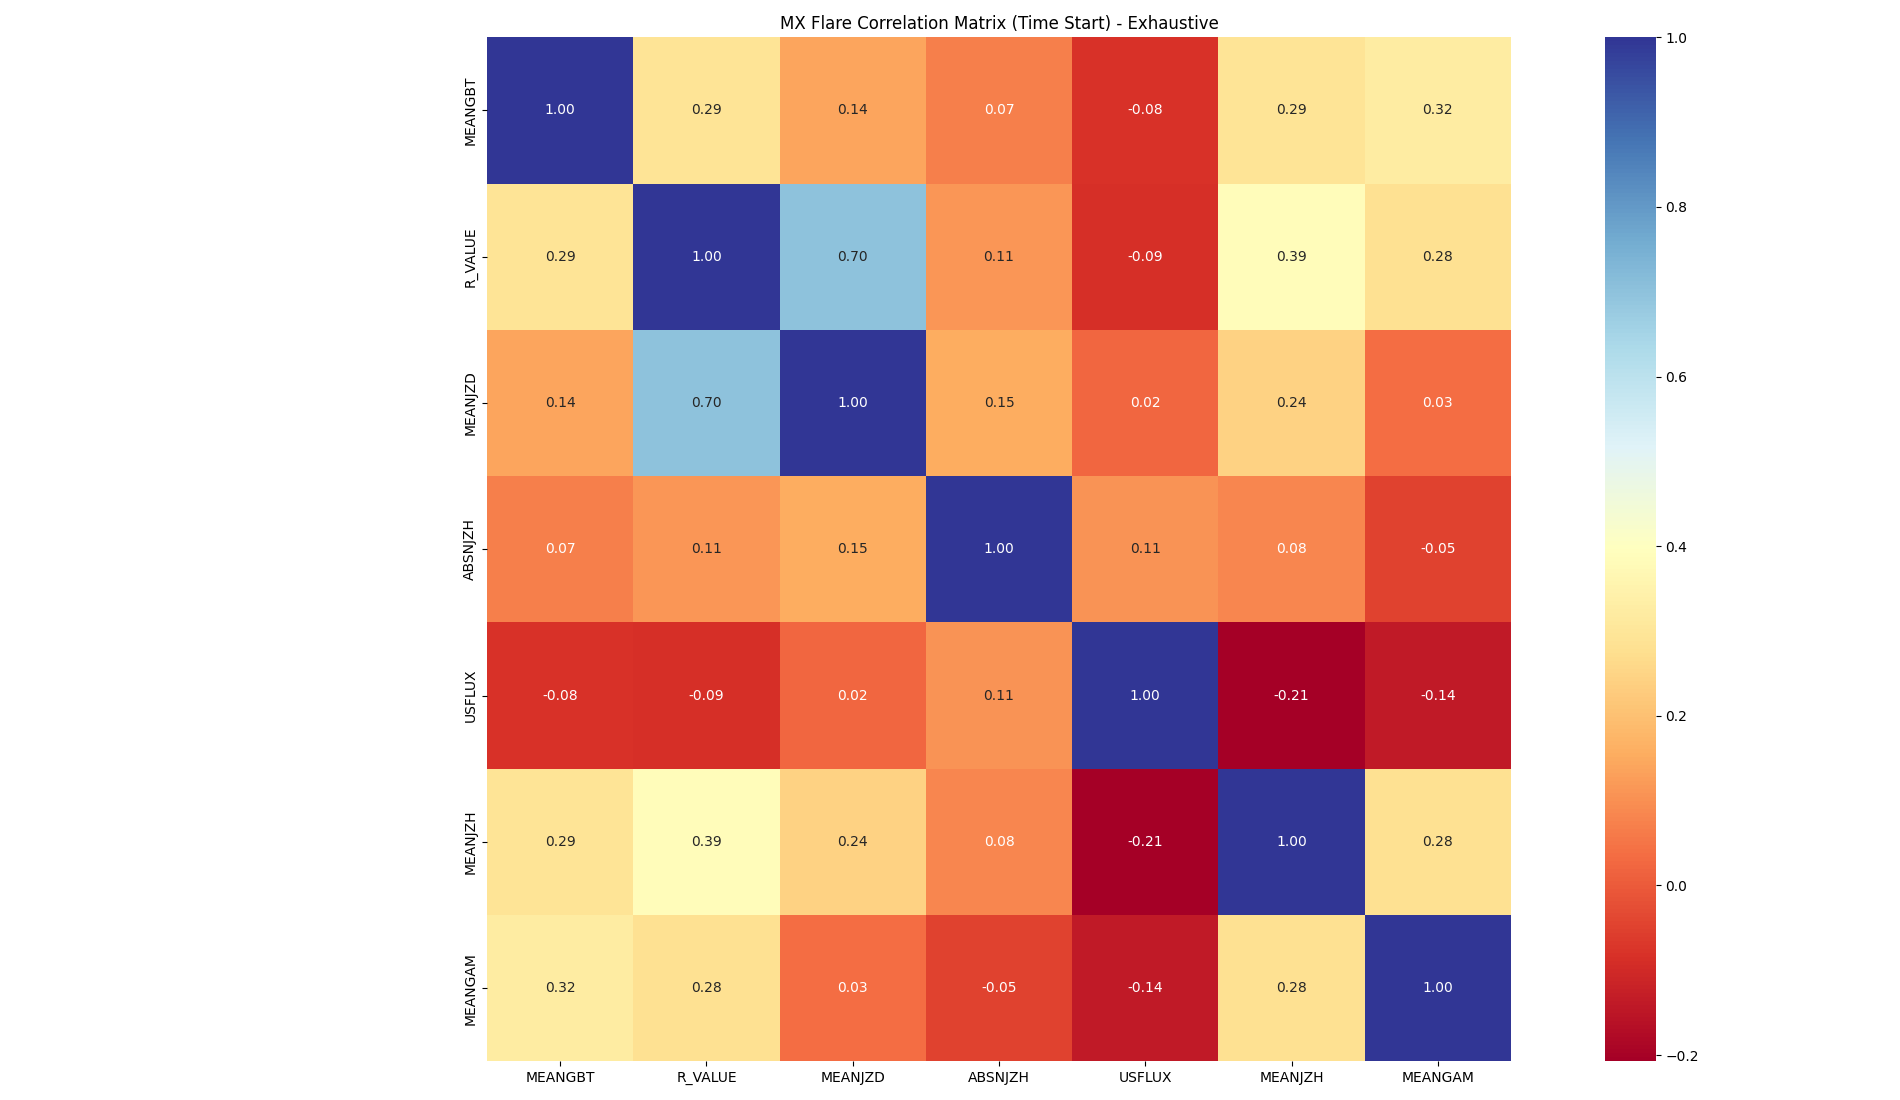 MX Flare Correlation Matrix (Time Start) - Exhaustive
MEANGBT 1.00 0.29 0.14 0.07 -0.08 0.29 0.32
R_VALUE 0.29 1.00 0.70 0.11 -0.09 0.39 0.28
MEANJZD 0.14 0.70 1.00 0.15 0.02 0.24 0.03
ABSNJZH 0.07 0.11 0.15 1.00 0.11 0.08 -0.05
USFLUX -0.08 -0.09 0.02 0.11 1.00 -0.21 -0.14
MEANJZH 0.29 0.39 0.24 0.08 -0.21 1.00 0.28
MEANGAM 0.32 0.28 0.03 -0.05 -0.14 0.28 1.00
MEANGBT R_VALUE MEANJZD ABSNJZH USFLUX MEANJZH MEANGAM
1.0
0.8
0.6
0.4
0.2
0.0
−0.2